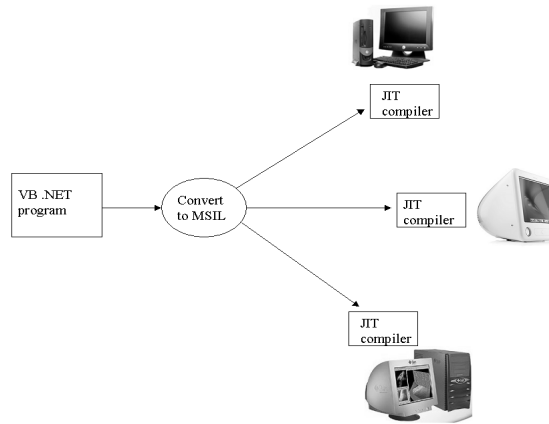 JIT
compiler
VB .NET
program
Convert
to MSIL
JIT
compiler
JIT
compiler